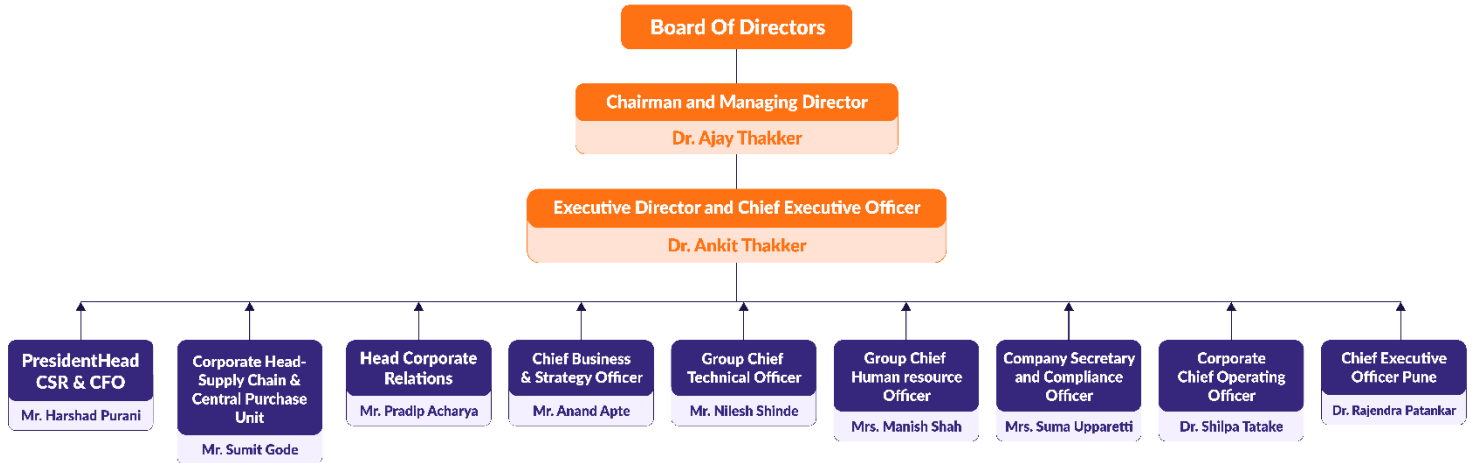 Board Of Directors
Chairman and Managing Director
Dr. Ajay Thakker
Executive Director and Chief Executive Officer
Dr. Ankit Thakker
PresidentHead
CSR & CFO
Mr. Harshad Purani
Corporate Head-
Supply Chain &
Central Purchase
Unit
Mr. Sumit Gode
Head Corporate
Relations
Mr. Pradip Acharya
Chief Business
& Strategy Officer
Mr. Anand Apte
Group Chief
Technical Officer
Mr. Nilesh Shinde
Group Chief
Human resource
Officer
Mrs. Manish Shah
Company Secretary
and Compliance
Officer
Mrs. Suma Upparetti
Corporate
Chief Operating
Officer
Dr. Shilpa Tatake
Chief Executive
Officer Pune
Dr. Rajendra Patankar